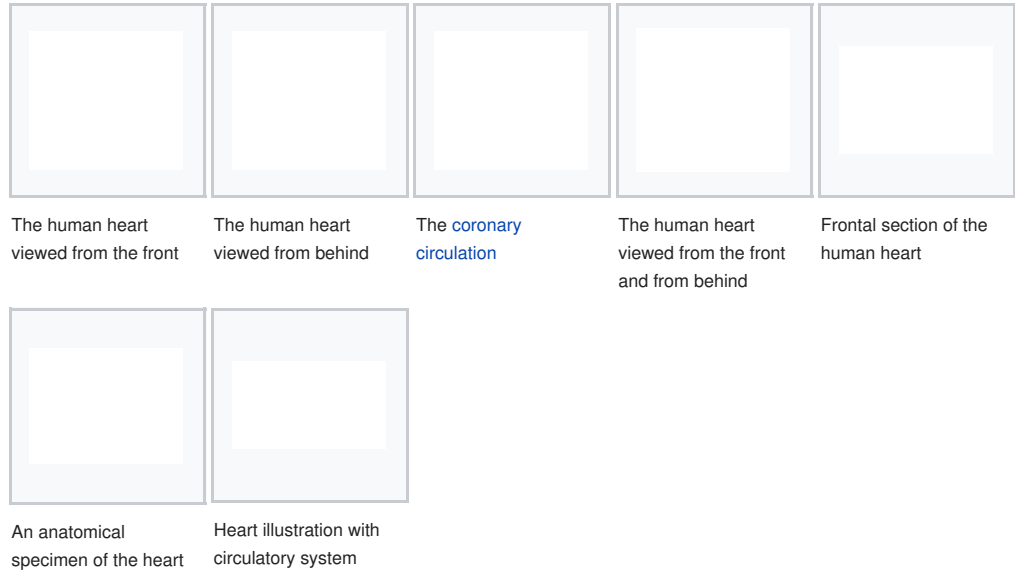 The human heart
viewed from the front
The human heart
viewed from behind
The coronary
circulation
The human heart
viewed from the front
and from behind
Frontal section of the
human heart
An anatomical
specimen of the heart
Heart illustration with
circulatory system